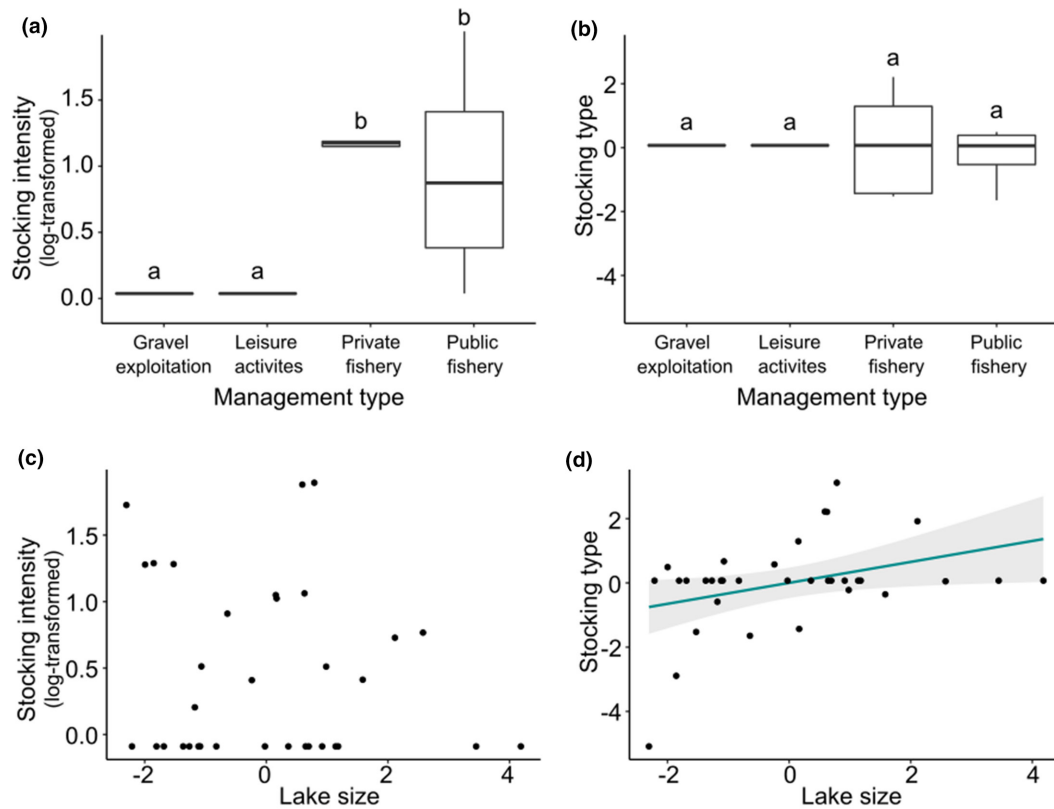 (a)
Stocking intensity
(log-transformed)
1.5
1.0
0.5
0.0
a
a
b
b
Gravel
exploitation
Leisure
activites
Private
fishery
Public
fishery
Management type
(b)
Stocking type
2
0
-2
-4
a
a
a
a
Gravel
exploitation
Leisure
activites
Private
fishery
Public
fishery
Management type
(c)
Stocking intensity
(log-transformed)
1.5
1.0
0.5
0.0
-2
0
2
4
Lake size
(d)
Stocking type
2
0
-2
-4
-2
0
2
4
Lake size